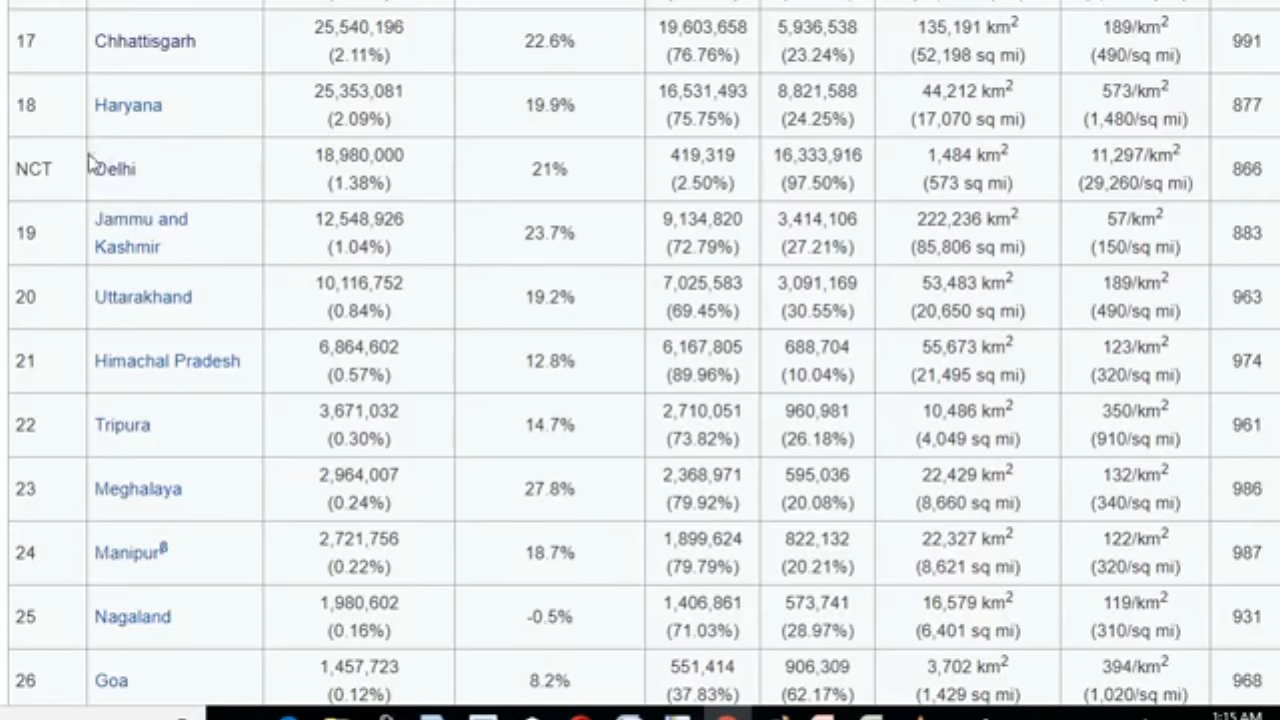 17 Chhattisgarh 25,540,196 (2.11%) 22.6% 19,603,658 (76.76%) 5,936,538 (23.24%) 135,191 km² (52,198 sq mi) 189/km² (490/sq mi) 991
18 Haryana 25,353,081 (2.09%) 19.9% 16,531,493 (75.75%) 8,821,588 (24.25%) 44,212 km² (17,070 sq mi) 573/km² (1,480/sq mi) 877
NCT Delhi 18,980,000 (1.38%) 21% 419,319 (2.50%) 16,333,916 (97.50%) 1,484 km² (573 sq mi) 11,297/km² (29,260/sq mi) 866
19 Jammu and Kashmir 12,548,926 (1.04%) 23.7% 9,134,820 (72.79%) 3,414,106 (27.21%) 222,236 km² (85,806 sq mi) 57/km² (150/sq mi) 883
20 Uttarakhand 10,116,752 (0.84%) 19.2% 7,025,583 (69.45%) 3,091,169 (30.55%) 53,483 km² (20,650 sq mi) 189/km² (490/sq mi) 963
21 Himachal Pradesh 6,864,602 (0.57%) 12.8% 6,167,805 (89.96%) 688,704 (10.04%) 55,673 km² (21,495 sq mi) 123/km² (320/sq mi) 974
22 Tripura 3,671,032 (0.30%) 14.7% 2,710,051 (73.82%) 960,981 (26.18%) 10,486 km² (4,049 sq mi) 350/km² (910/sq mi) 961
23 Meghalaya 2,964,007 (0.24%) 27.8% 2,368,971 (79.92%) 595,036 (20.08%) 22,429 km² (8,660 sq mi) 132/km² (340/sq mi) 986
24 Manipurᵝ 2,721,756 (0.22%) 18.7% 1,899,624 (79.79%) 822,132 (20.21%) 22,327 km² (8,621 sq mi) 122/km² (320/sq mi) 987
25 Nagaland 1,980,602 (0.16%) -0.5% 1,406,861 (71.03%) 573,741 (28.97%) 16,579 km² (6,401 sq mi) 119/km² (310/sq mi) 931
26 Goa 1,457,723 (0.12%) 8.2% 551,414 (37.83%) 906,309 (62.17%) 3,702 km² (1,429 sq mi) 394/km² (1,020/sq mi) 968
1:15 AM